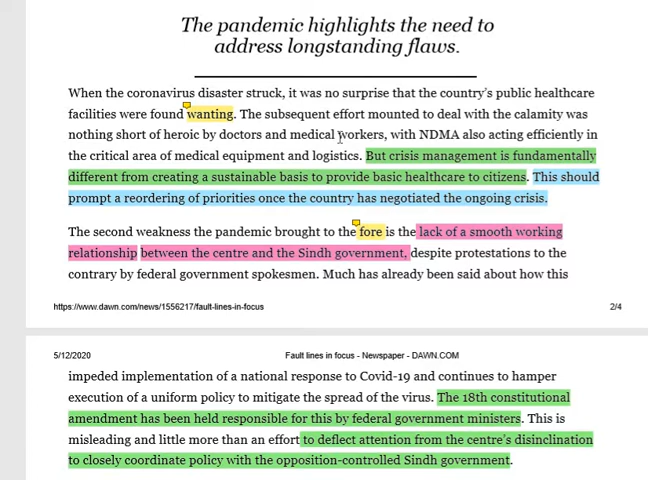 The pandemic highlights the need to
address longstanding flaws.
When the coronavirus disaster struck, it was no surprise that the country's public healthcare
facilities were found wanting. The subsequent effort mounted to deal with the calamity was
nothing short of heroic by doctors and medical workers, with NDMA also acting efficiently in
the critical area of medical equipment and logistics. But crisis management is fundamentally
different from creating a sustainable basis to provide basic healthcare to citizens. This should
prompt a reordering of priorities once the country has negotiated the ongoing crisis.
The second weakness the pandemic brought to the fore is the lack of a smooth working
relationship between the centre and the Sindh government, despite protestations to the
contrary by federal government spokesmen. Much has already been said about how this
https://www.dawn.com/news/1556217/fault-lines-in-focus 2/4
5/12/2020 Fault lines in focus - Newspaper - DAWN.COM
impeded implementation of a national response to Covid-19 and continues to hamper
execution of a uniform policy to mitigate the spread of the virus. The 18th constitutional
amendment has been held responsible for this by federal government ministers. This is
misleading and little more than an effort to deflect attention from the centre's disinclination
to closely coordinate policy with the opposition-controlled Sindh government.